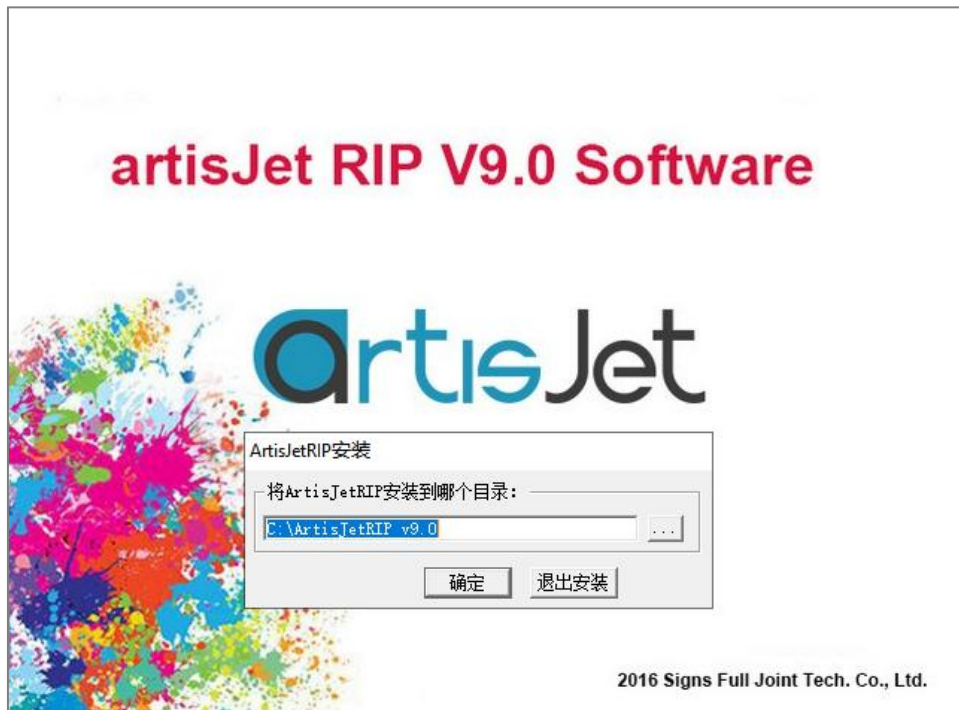 artisJet RIP V9.0 Software
artisJet
ArtisJetRIP安装
将ArtisJetRIP安装到哪个目录：
C:\ArtisJetRIP v9.0
...
确定
退出安装
2016 Signs Full Joint Tech. Co., Ltd.